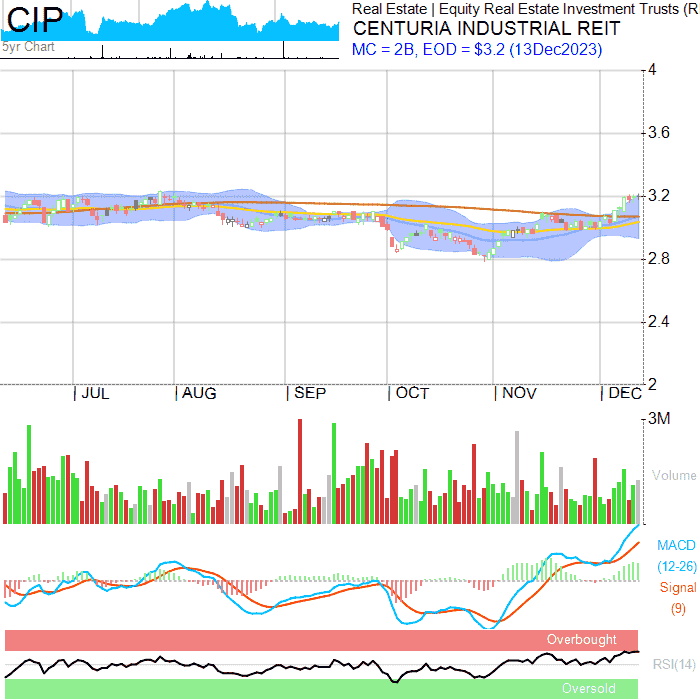 CIP
5yr Chart
Real Estate | Equity Real Estate Investment Trusts (R
CENTURIA INDUSTRIAL REIT
MC = 2B, EOD = $3.2 (13Dec2023)
4
3.6
3.2
2.8
2.4
2
| JUL | AUG | SEP | OCT | NOV | DEC
3M
Volume
MACD
(12-26)
Signal
(9)
Overbought
RSI(14)
Oversold